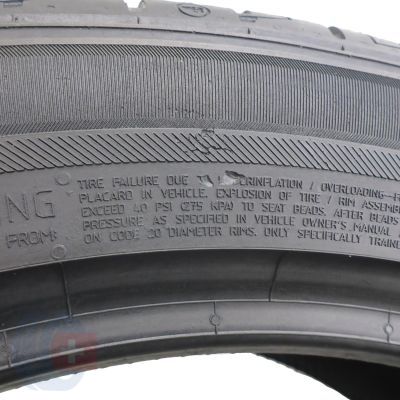 NG
FROM:
TIRE FAILURE DUE TO UNDERINFLATION / OVERLOADING--F
PLACARD IN VEHICLE. EXPLOSION OF TIRE / RIM ASSEMB
EXCEED 40 PSI (275 KPA) TO SEAT BEADS. AFTER BEADS
PRESSURE AS SPECIFIED IN VEHICLE OWNER'S MANUAL
ON CODE 20 DIAMETER RIMS. ONLY SPECIFICALLY TRAINE